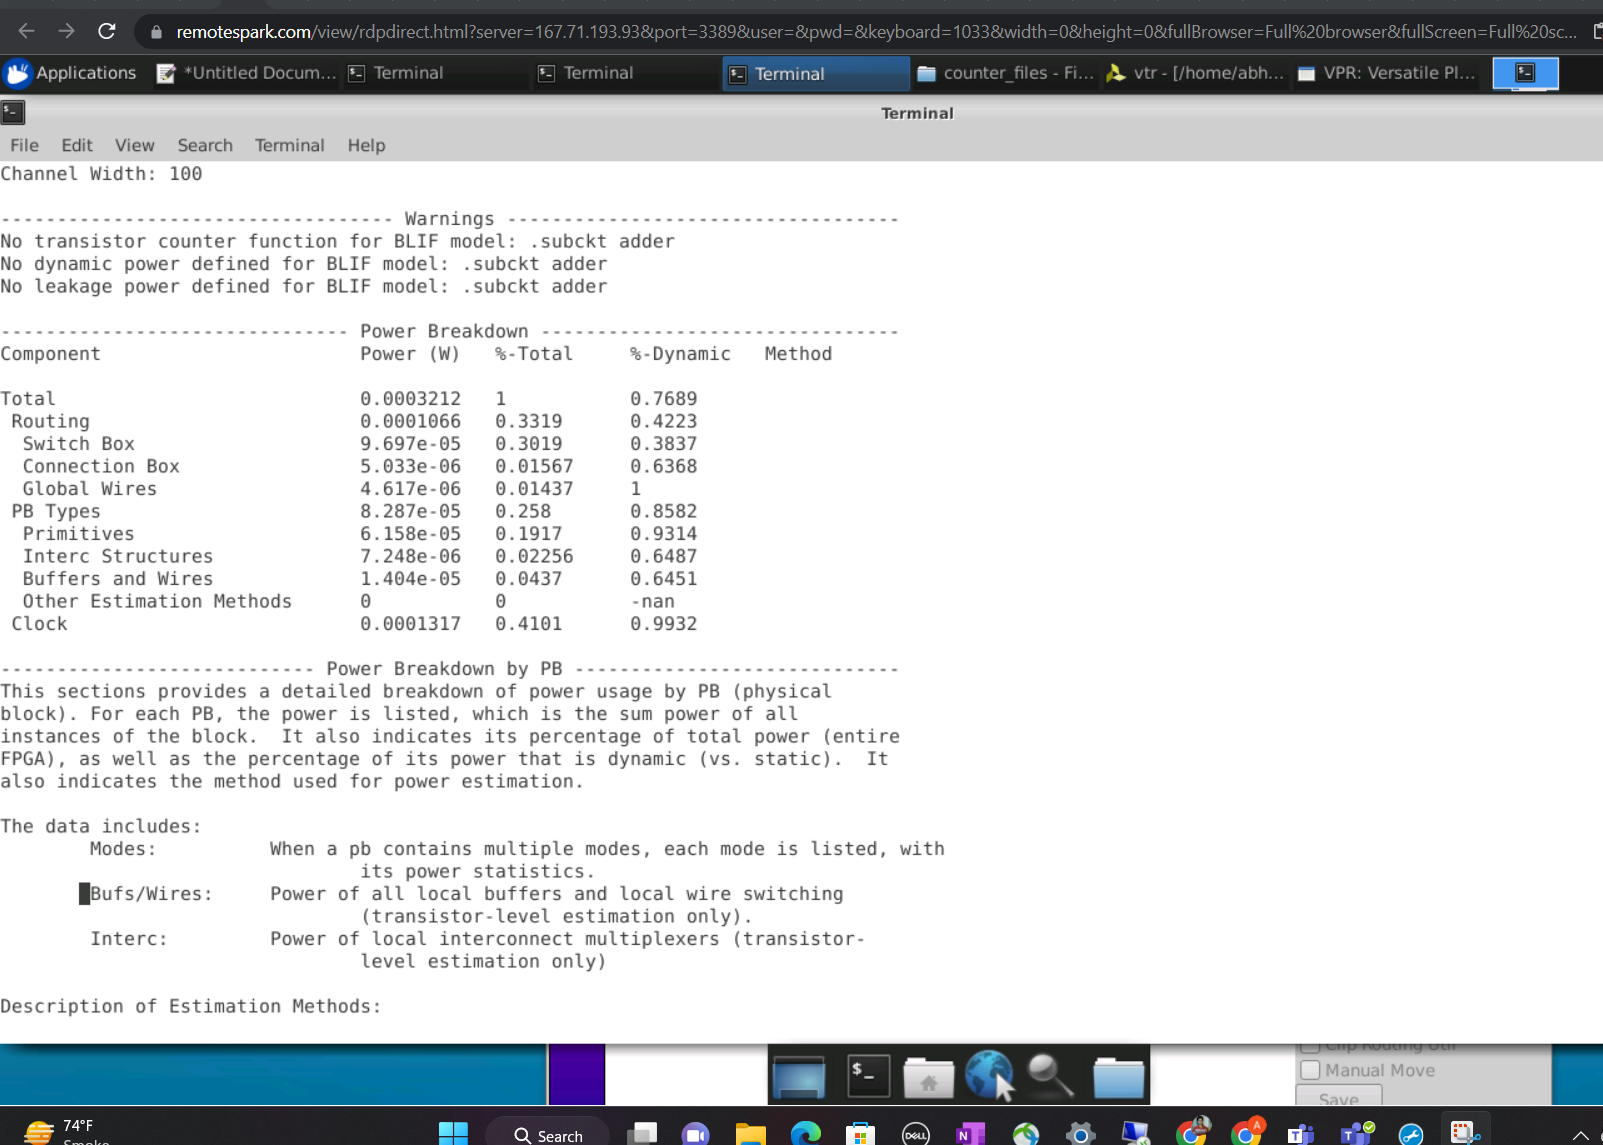 remotespark.com/view/rdpdirect.html?server=167.71.193.93&port=3389&user=&pwd=&keyboard=1033&width=0&height=0&fullBrowser=Full%20browser&fullScreen=Full%20sc...
Applications *Untitled Docum... Terminal Terminal Terminal counter_files - Fi... vtr - [/home/abh... VPR: Versatile Pl...
Terminal
File Edit View Search Terminal Help
Channel Width: 100
----------------------------------- Warnings -----------------------------------
No transistor counter function for BLIF model: .subckt adder
No dynamic power defined for BLIF model: .subckt adder
No leakage power defined for BLIF model: .subckt adder
------------------------------- Power Breakdown --------------------------------
Component Power (W) %-Total %-Dynamic Method
Total 0.0003212 1 0.7689
Routing 0.0001066 0.3319 0.4223
Switch Box 9.697e-05 0.3019 0.3837
Connection Box 5.033e-06 0.01567 0.6368
Global Wires 4.617e-06 0.01437 1
PB Types 8.287e-05 0.258 0.8582
Primitives 6.158e-05 0.1917 0.9314
Interc Structures 7.248e-06 0.02256 0.6487
Buffers and Wires 1.404e-05 0.0437 0.6451
Other Estimation Methods 0 0 -nan
Clock 0.0001317 0.4101 0.9932
---------------------------- Power Breakdown by PB -----------------------------
This sections provides a detailed breakdown of power usage by PB (physical
block). For each PB, the power is listed, which is the sum power of all
instances of the block.  It also indicates its percentage of total power (entire
FPGA), as well as the percentage of its power that is dynamic (vs. static).  It
also indicates the method used for power estimation.
The data includes:
Modes: When a pb contains multiple modes, each mode is listed, with
its power statistics.
Bufs/Wires: Power of all local buffers and local wire switching
(transistor-level estimation only).
Interc: Power of local interconnect multiplexers (transistor-
level estimation only)
Description of Estimation Methods:
Clip Routing Util
Manual Move
Save
74°F
Smoke
Search
DELL